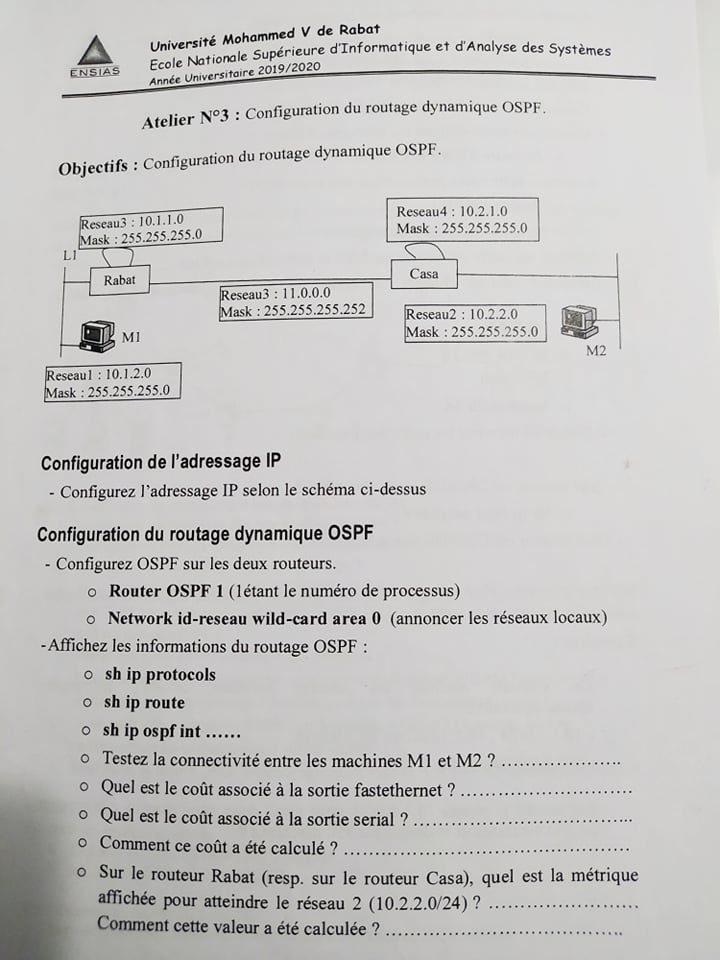 Université Mohammed V de Rabat
Ecole Nationale Supérieure d'Informatique et d'Analyse des Systèmes
Année Universitaire 2019/2020
ENSIAS
Atelier N°3 : Configuration du routage dynamique OSPF.
Objectifs : Configuration du routage dynamique OSPF.
Reseau3 : 10.1.1.0
Mask : 255.255.255.0
Reseau4 : 10.2.1.0
Mask : 255.255.255.0
L1
Rabat
Casa
Reseau3 : 11.0.0.0
Mask : 255.255.255.252
Reseau2 : 10.2.2.0
Mask : 255.255.255.0
M1
M2
Reseau1 : 10.1.2.0
Mask : 255.255.255.0
Configuration de l'adressage IP
- Configurez l'adressage IP selon le schéma ci-dessus
Configuration du routage dynamique OSPF
- Configurez OSPF sur les deux routeurs.
o Router OSPF 1 (1étant le numéro de processus)
o Network id-reseau wild-card area 0 (annoncer les réseaux locaux)
-Affichez les informations du routage OSPF :
o sh ip protocols
o sh ip route
o sh ip ospf int ……
o Testez la connectivité entre les machines M1 et M2 ? ………………….
o Quel est le coût associé à la sortie fastethernet ? …………………………
o Quel est le coût associé à la sortie serial ? ………………………………...
o Comment ce coût a été calculé ? ……………………………………………
o Sur le routeur Rabat (resp. sur le routeur Casa), quel est la métrique
affichée pour atteindre le réseau 2 (10.2.2.0/24) ? ……………………
Comment cette valeur a été calculée ? …………………………………..